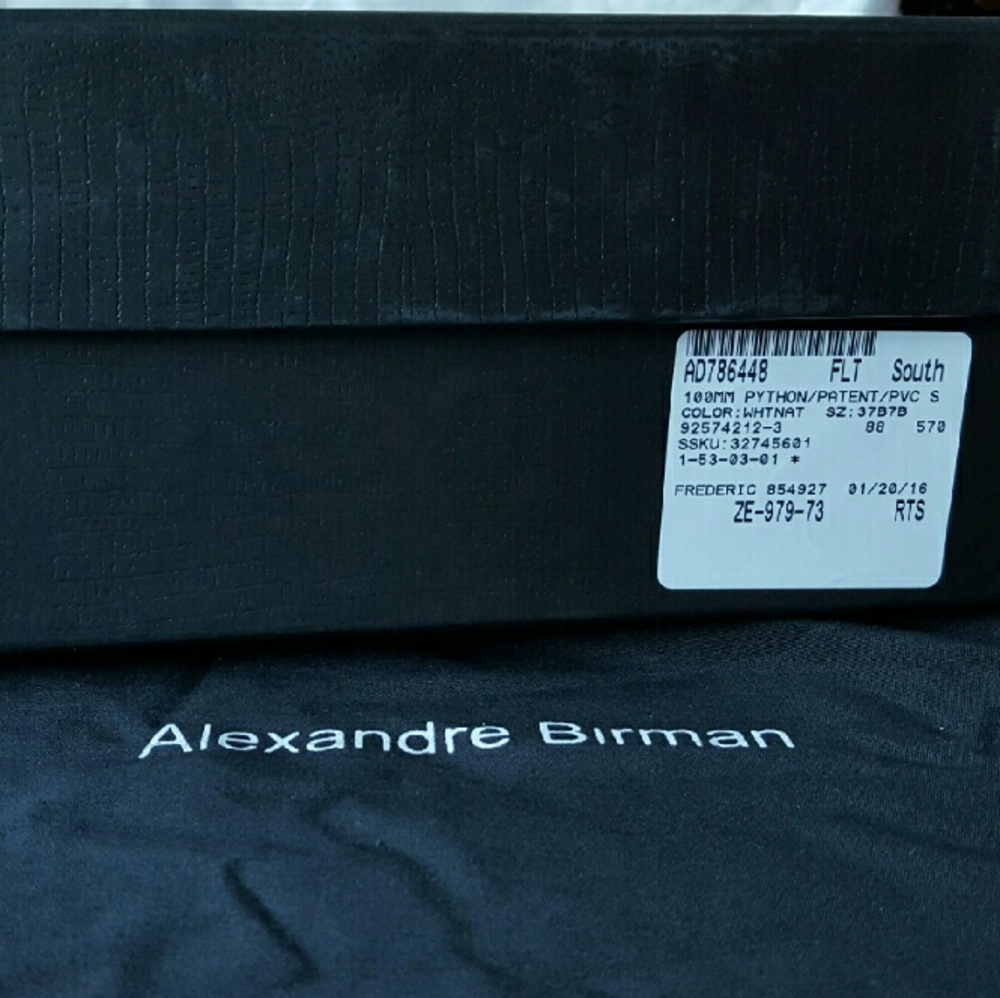 AD786448 FLT South
100MM PYTHON/PATENT/PVC S
COLOR:WHTNAT SZ:37B7B
92574212-3 88 570
SSKU:32745601
1-53-03-01 *
FREDERIC 854927 01/20/16
ZE-979-73 RTS
Alexandre Birman